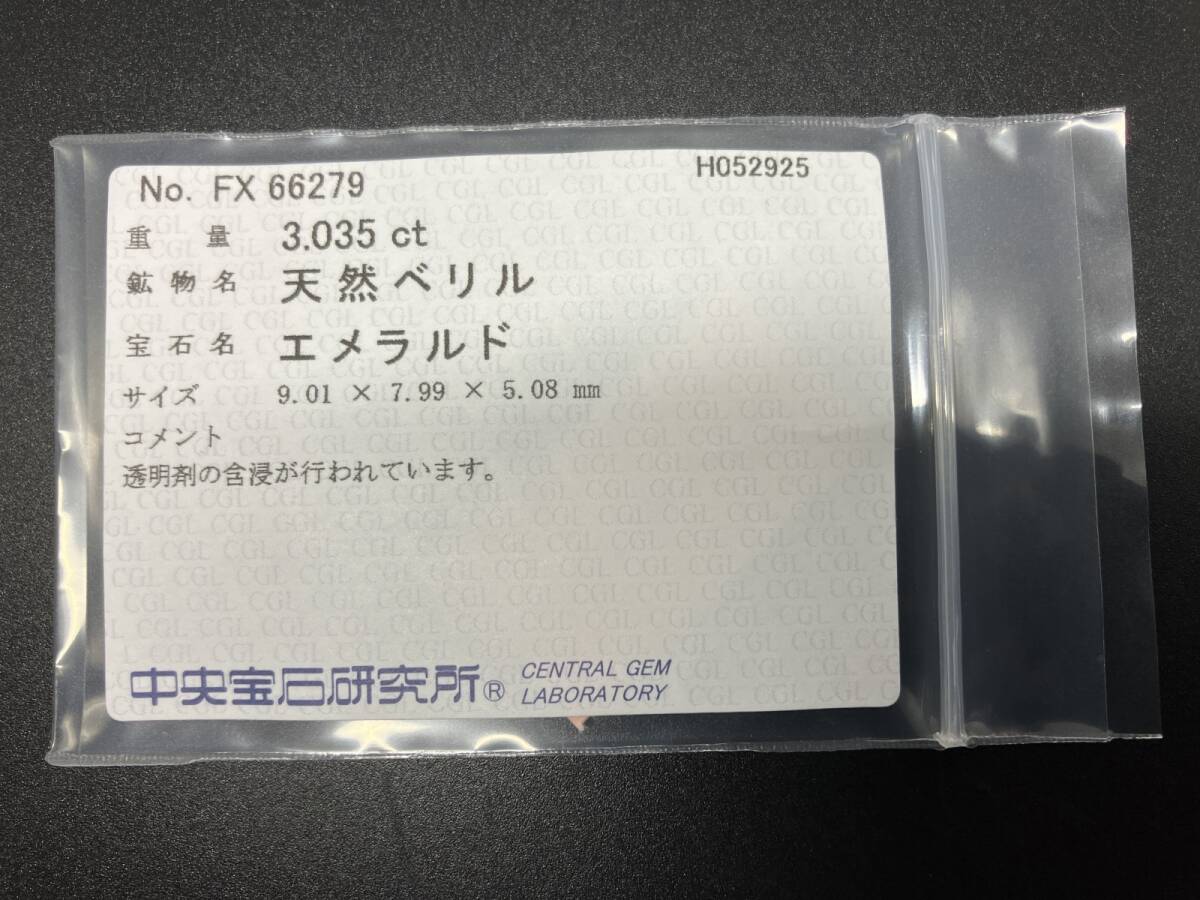 No. FX 66279 H052925
重量 3.035 ct
鉱物名 天然ベリル
宝石名 エメラルド
サイズ 9.01 × 7.99 × 5.08 ㎜
コメント
透明剤の含浸が行われています。
中央宝石研究所® CENTRAL GEM
LABORATORY